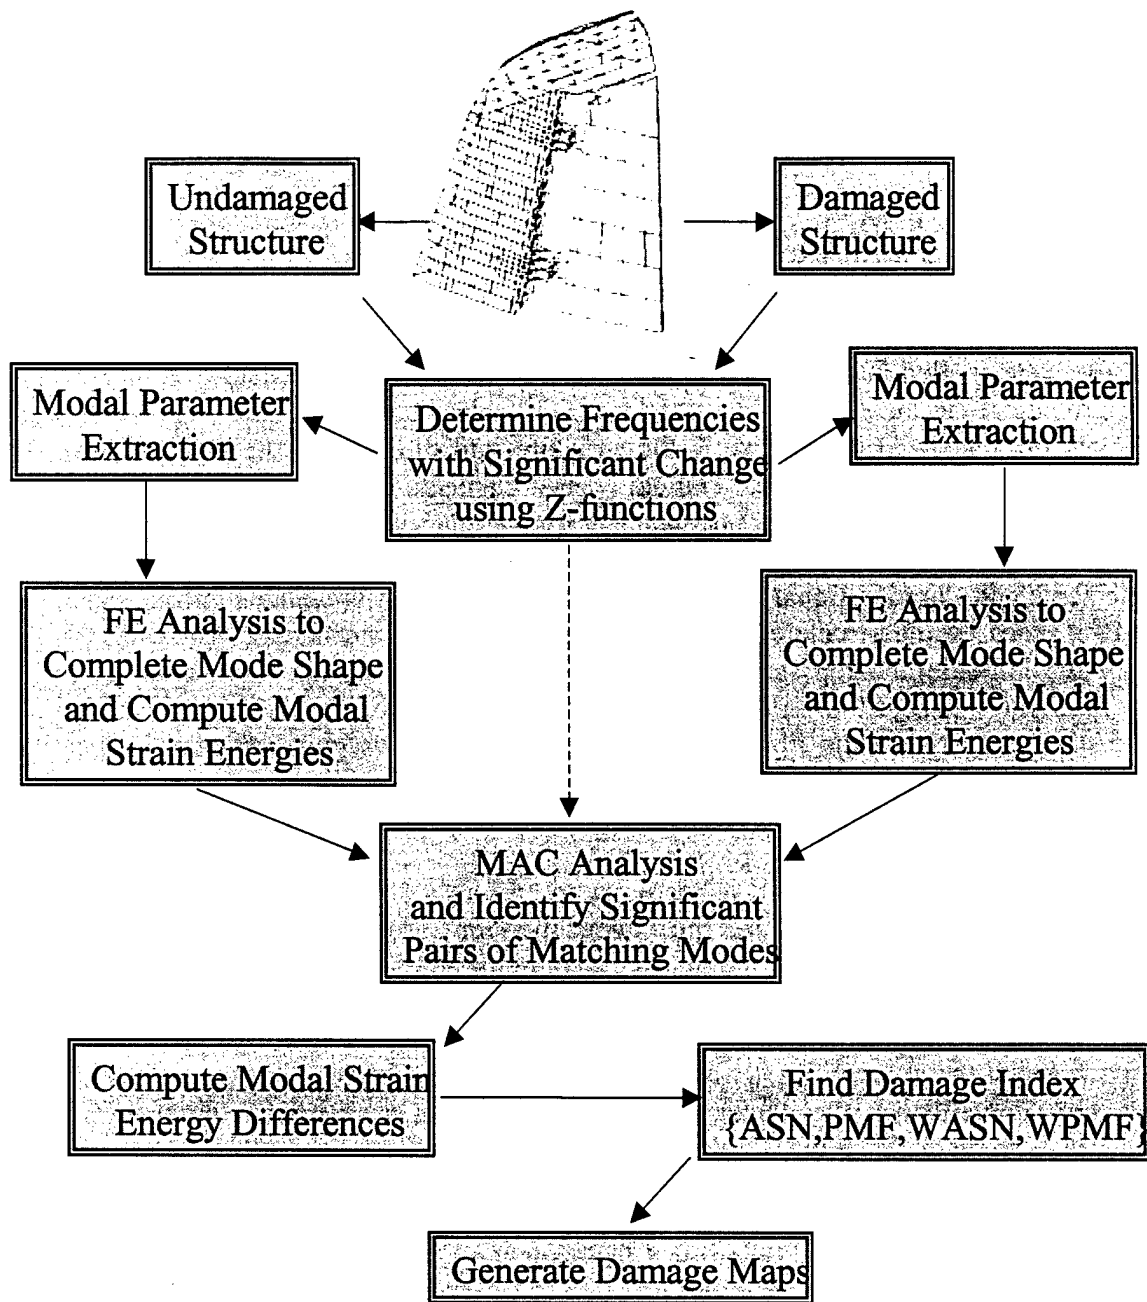 Undamaged
Structure
Damaged
Structure
Modal Parameter
Extraction
Determine Frequencies
with Significant Change
using Z-functions
Modal Parameter
Extraction
FE Analysis to
Complete Mode Shape
and Compute Modal
Strain Energies
FE Analysis to
Complete Mode Shape
and Compute Modal
Strain Energies
MAC Analysis
and Identify Significant
Pairs of Matching Modes
Compute Modal Strain
Energy Differences
Find Damage Index
{ASN,PMF,WASN,WPMF}
Generate Damage Maps